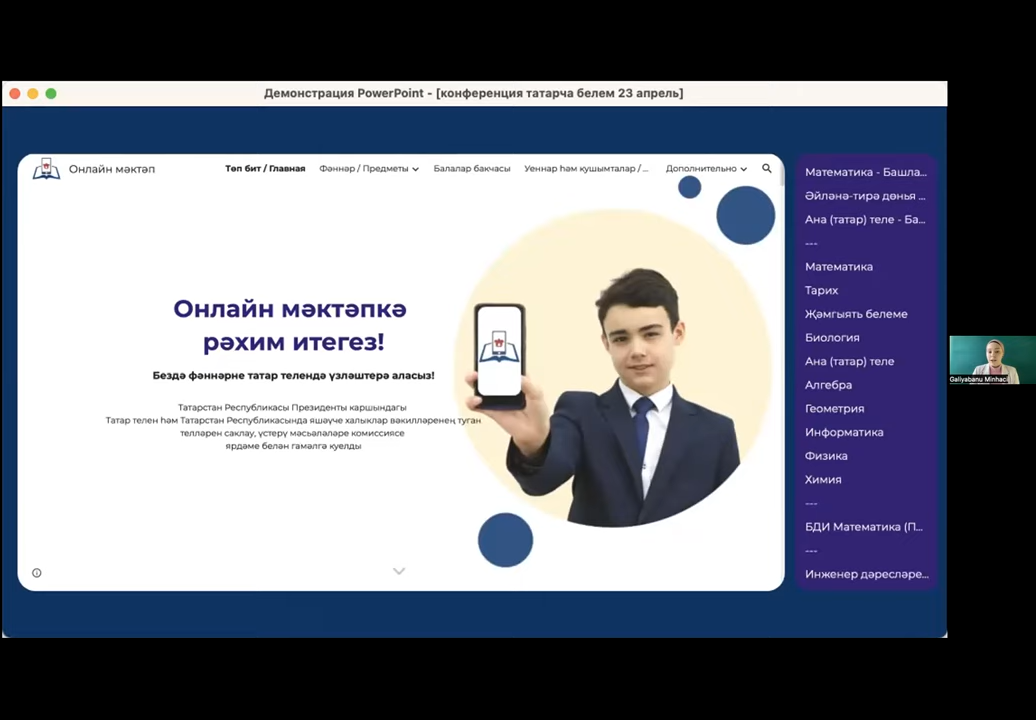 Демонстрация PowerPoint - [конференция татарча белем 23 апрель]
Онлайн мәктәп
Төп бит / Главная
Фәннәр / Предметы
Балалар бакчасы
Уеннар һәм кушымталар / ...
Дополнительно
Онлайн мәктәпкә
рәхим итегез!
Бездә фәннәрне татар телендә үзләштерә аласыз!
Татарстан Республикасы Президенты каршындагы
Татар телен һәм Татарстан Республикасында яшәүче халыклар вәкилләренең туган
телләрен саклау, үстерү мәсьәләләре комиссиясе
ярдәме белән гамәлгә куелды
Математика - Башла...
Әйләнә-тирә дөнья ...
Ана (татар) теле - Ба...
---
Математика
Тарих
Җәмгыять белеме
Биология
Ана (татар) теле
Алгебра
Геометрия
Информатика
Физика
Химия
---
БДИ Математика (П...
---
Инженер дәресләре...
Galiyabanu Minhaci